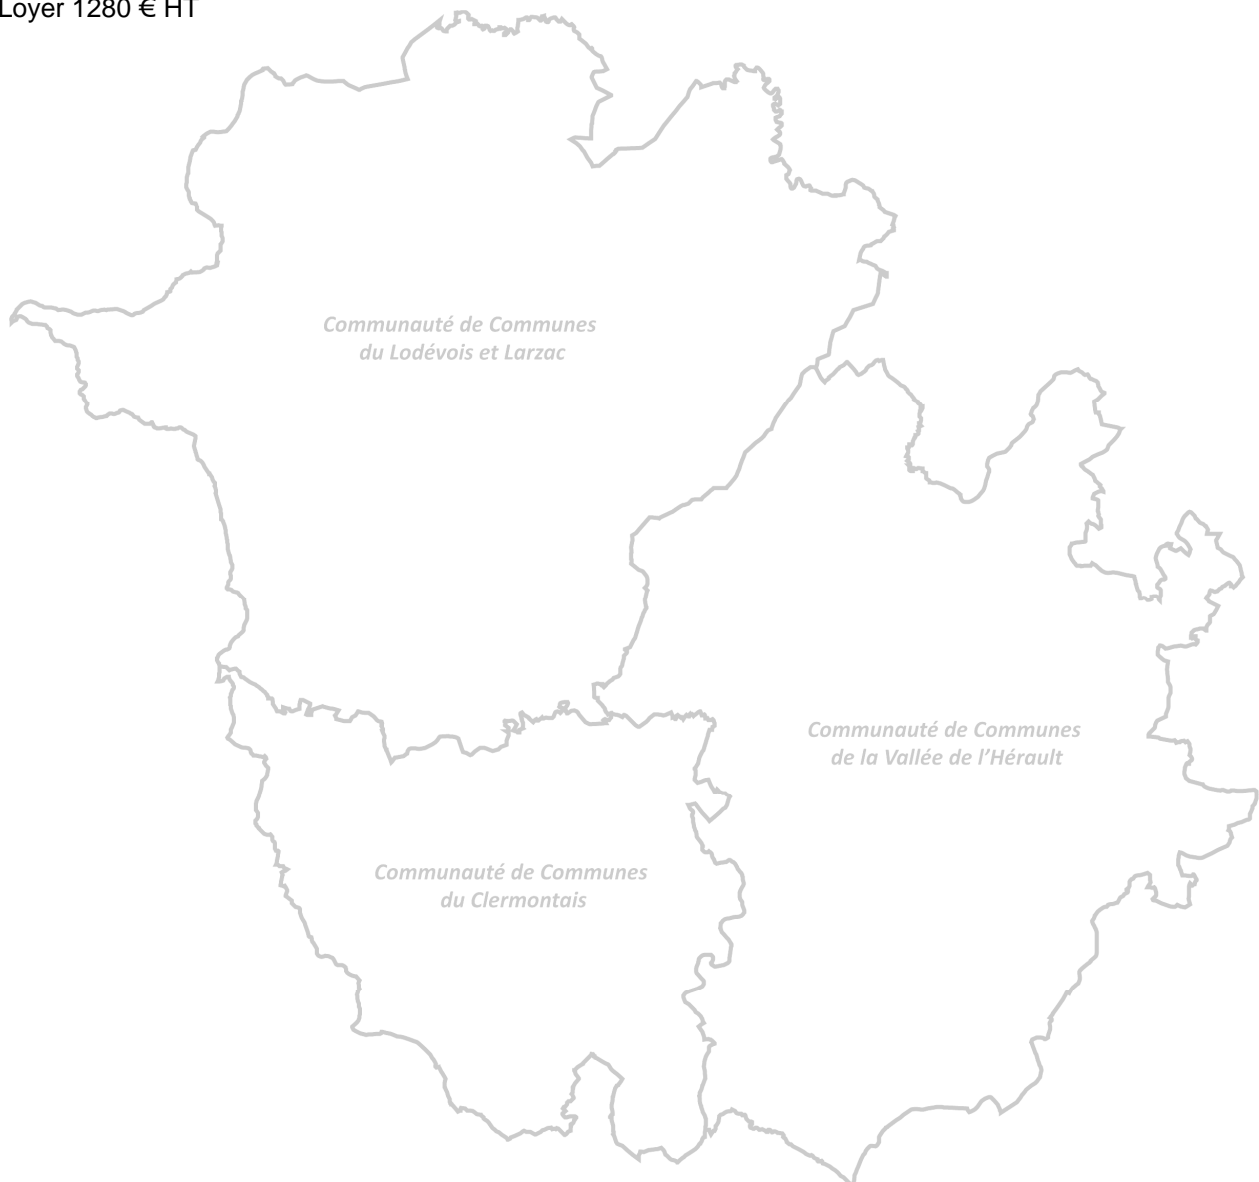 Loyer 1280 € HT
Communauté de Communes
du Lodévois et Larzac
Communauté de Communes
de la Vallée de l'Hérault
Communauté de Communes
du Clermontais